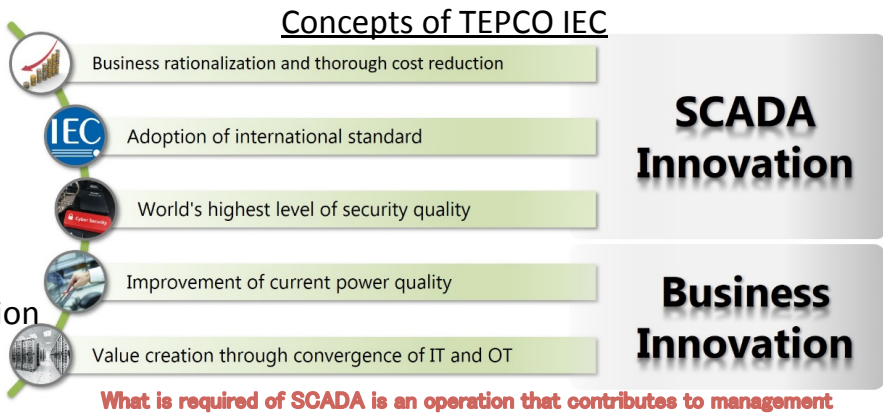 Concepts of TEPCO IEC
Business rationalization and thorough cost reduction
IEC
Adoption of international standard
SCADA
Innovation
Cyber Security
World's highest level of security quality
Improvement of current power quality
Business
Innovation
ion
Value creation through convergence of IT and OT
What is required of SCADA is an operation that contributes to management